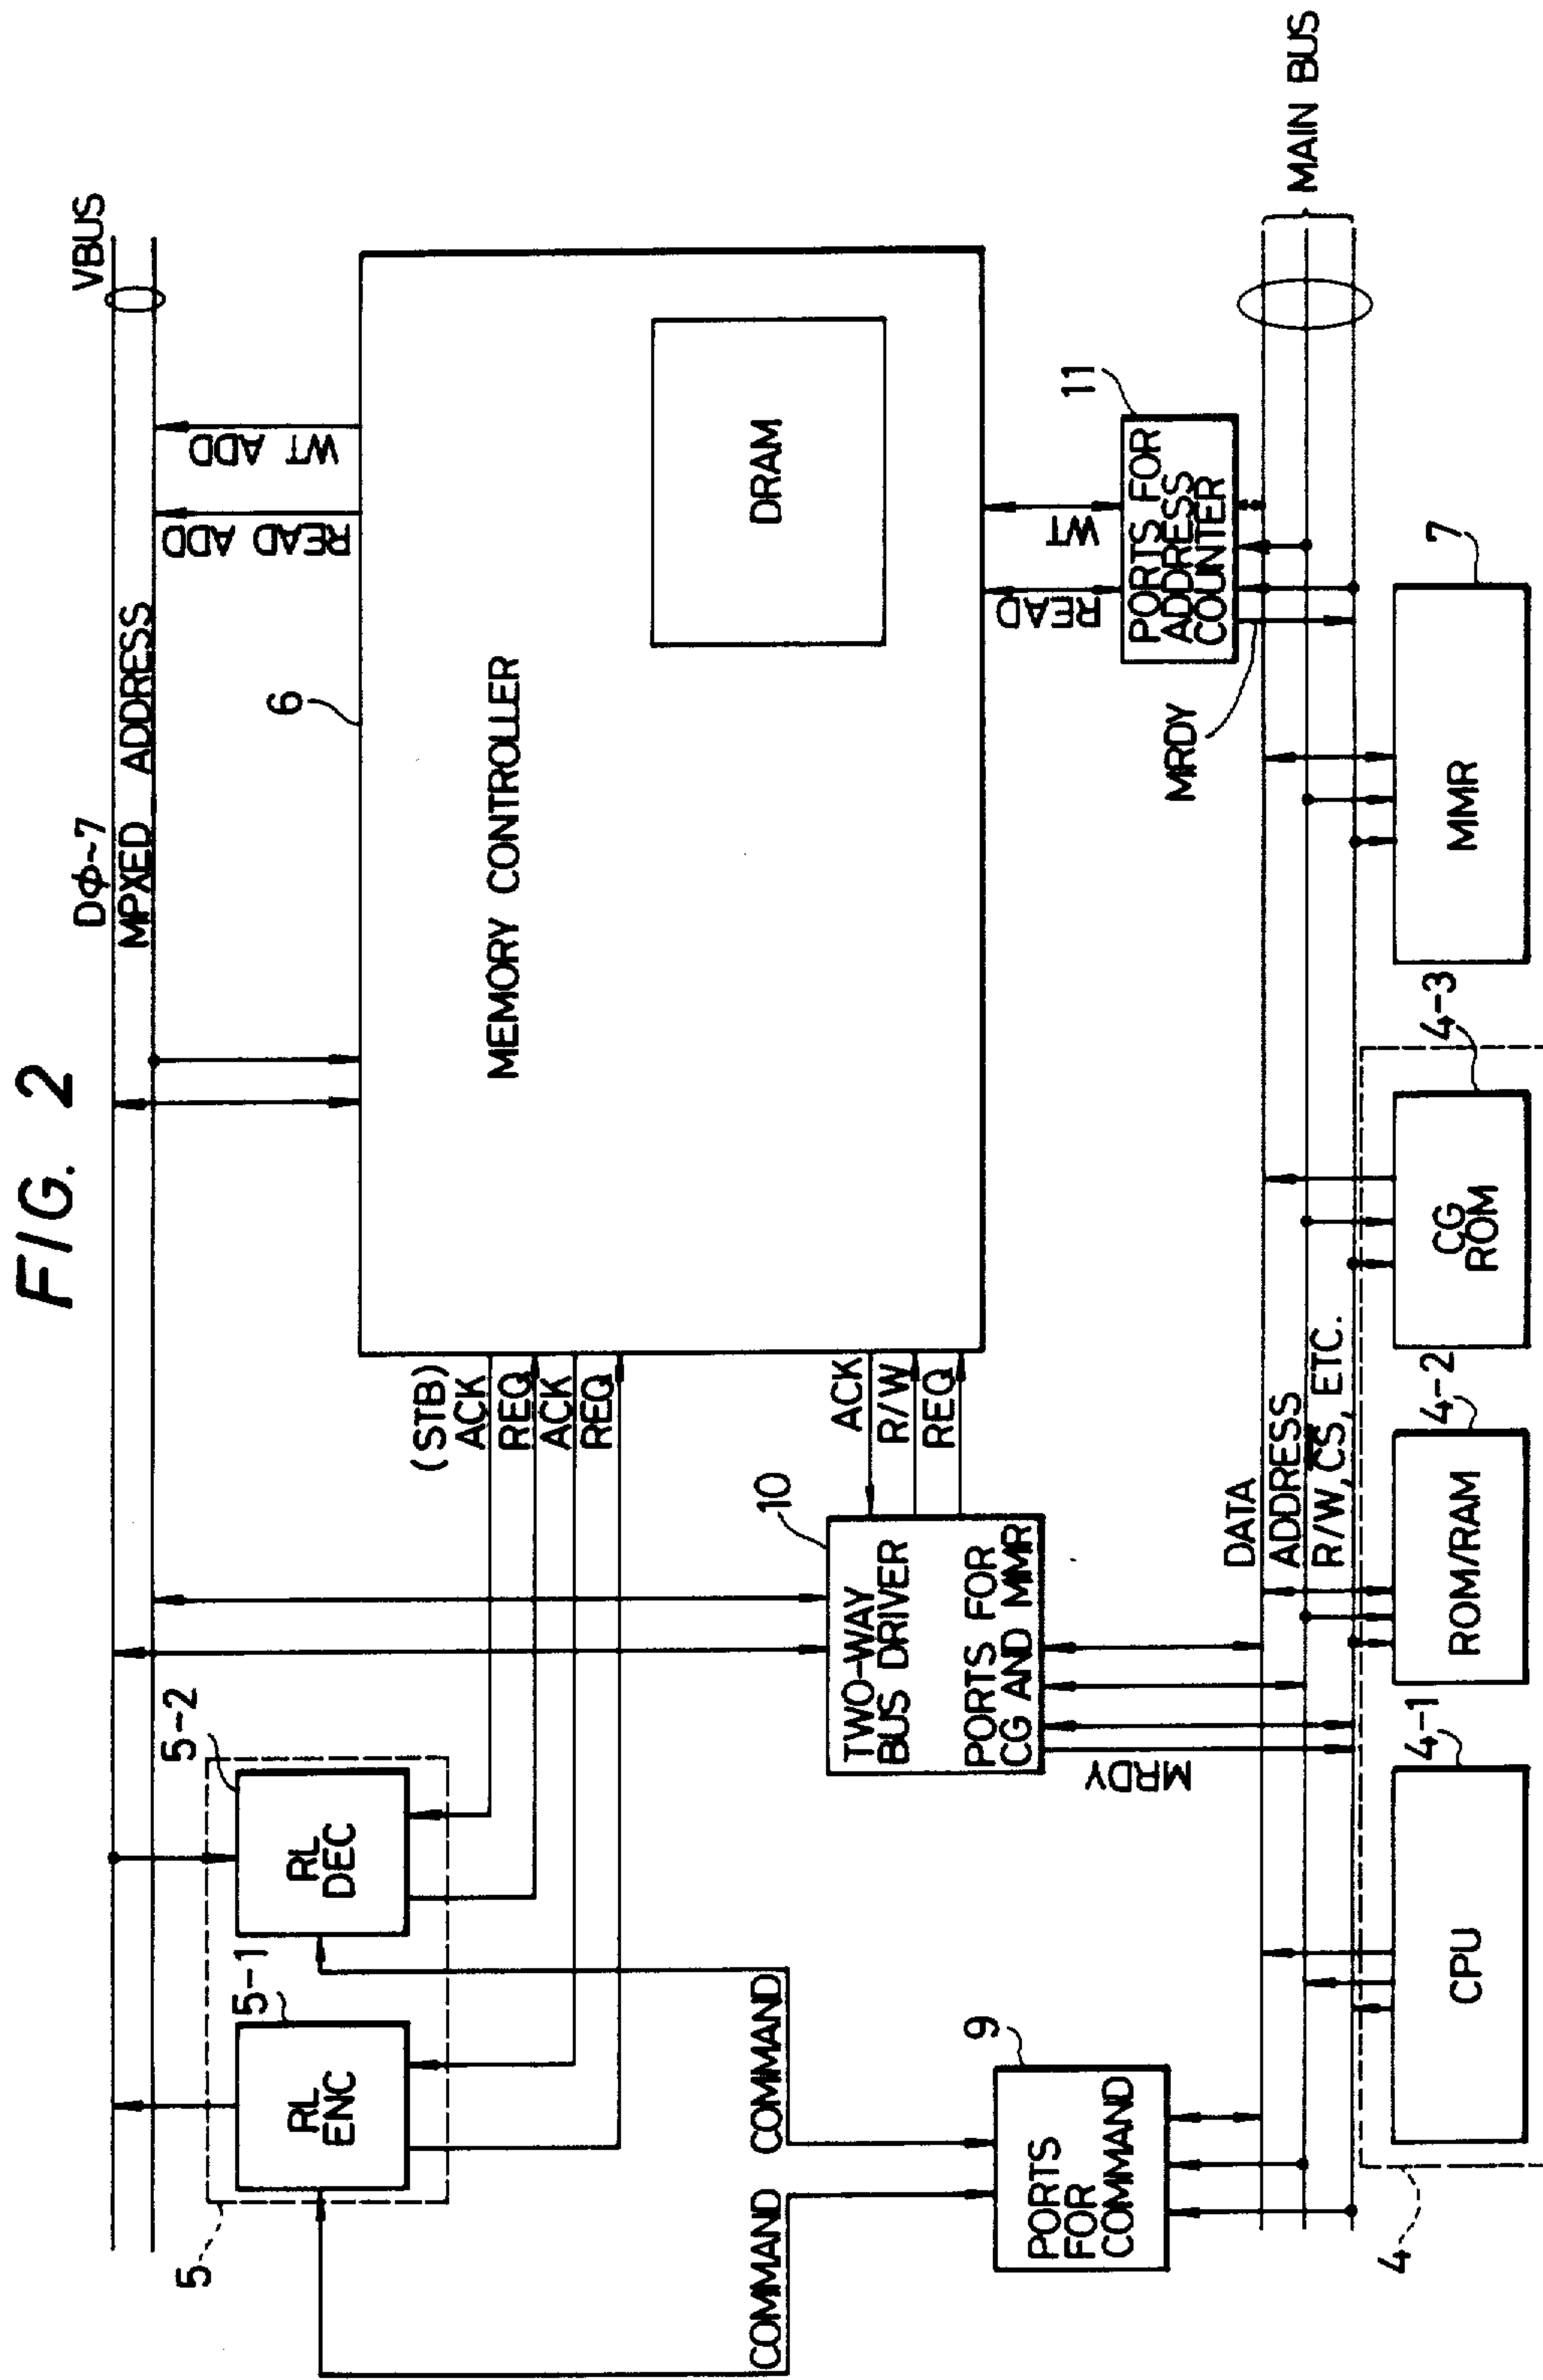 FIG. 2
VBUS
Dφ~7
MPXED ADDRESS
5
5-1
RL
ENC
5-2
RL
DEC
(STB)
ACK
REQ
ACK
REQ
6
READ ADD
WT ADD
MEMORY CONTROLLER
DRAM
COMMAND
COMMAND
9
PORTS
FOR
COMMAND
10
TWO-WAY
BUS DRIVER
PORTS FOR
CG AND MMR
ACK
R/W
REQ
MRDY
READ
WT
11
PORTS FOR
ADDRESS
COUNTER
MRDY
DATA
ADDRESS
R/W, C̅S̅, ETC.
MAIN BUS
4
4-1
CPU
4-2
ROM/RAM
4-3
CG
ROM
7
MMR